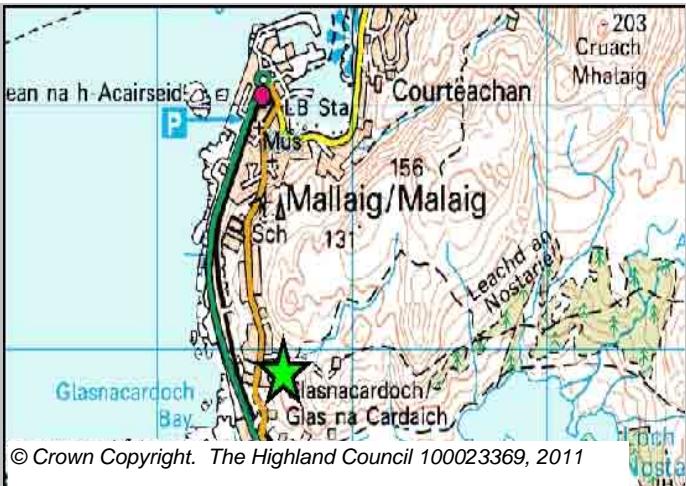 203
Cruach
Mhalaig
ean na h-Acairseid
Courteachan
LB Sta
P
Mus
156
Mallaig/Malaig
Sch
131
Leachd an
Nostarie
Glasnacardoch
Bay
Glasnacardoch/
Glas na Cardaich
Loch
© Crown Copyright. The Highland Council 100023369, 2011